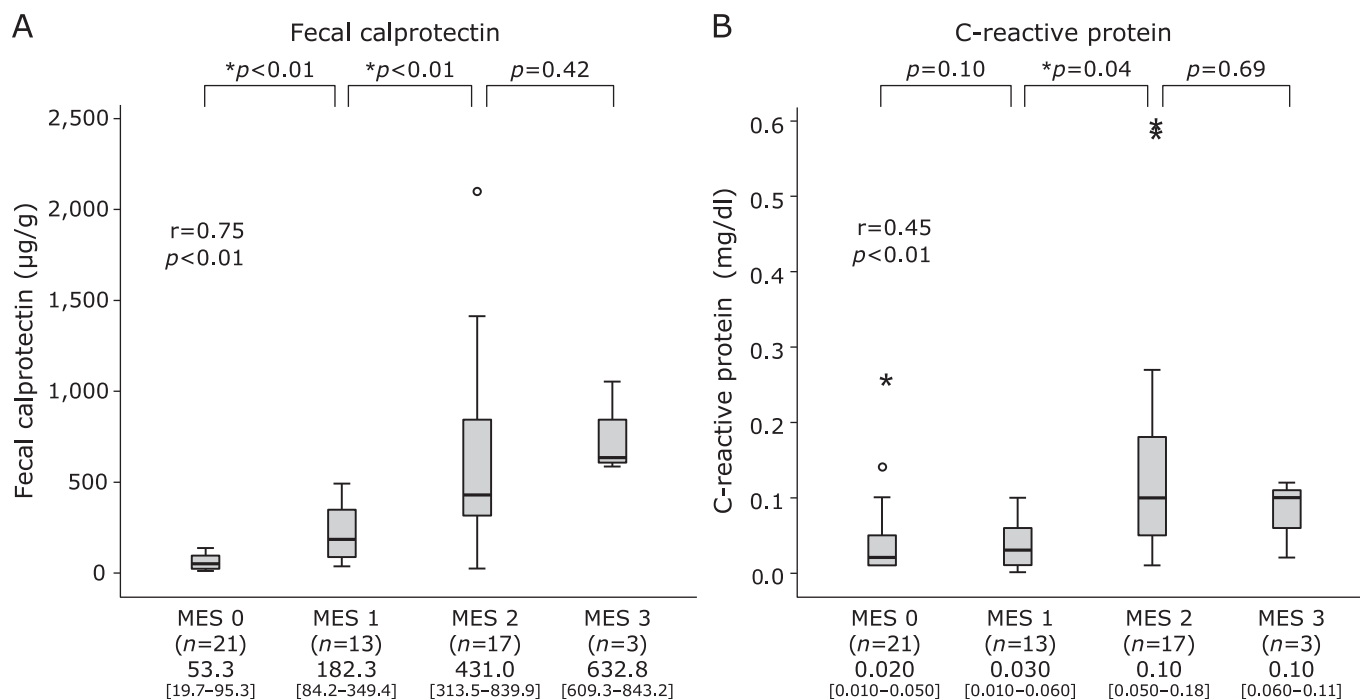 A
Fecal calprotectin
*p<0.01
*p<0.01
p=0.42
2,500
2,000
1,500
1,000
500
0
Fecal calprotectin (µg/g)
r=0.75
p<0.01
MES 0
(n=21)
53.3
[19.7–95.3]
MES 1
(n=13)
182.3
[84.2–349.4]
MES 2
(n=17)
431.0
[313.5–839.9]
MES 3
(n=3)
632.8
[609.3–843.2]
B
C-reactive protein
p=0.10
*p=0.04
p=0.69
0.6
0.5
0.4
0.3
0.2
0.1
0.0
C-reactive protein (mg/dl)
r=0.45
p<0.01
MES 0
(n=21)
0.020
[0.010–0.050]
MES 1
(n=13)
0.030
[0.010–0.060]
MES 2
(n=17)
0.10
[0.050–0.18]
MES 3
(n=3)
0.10
[0.060–0.11]